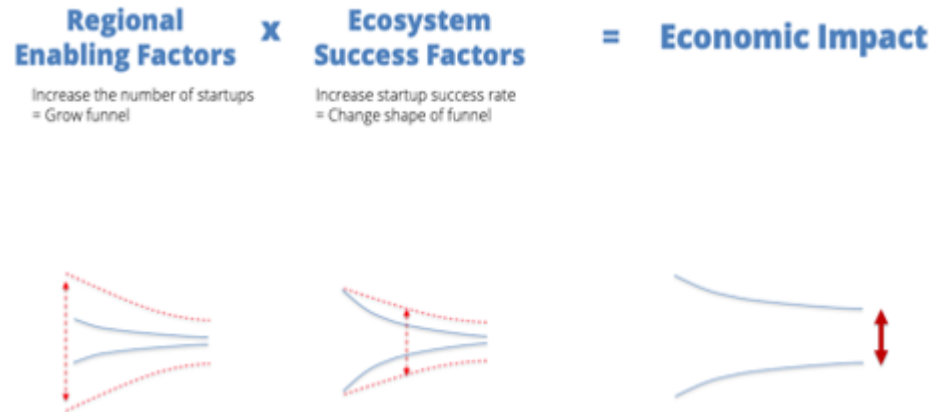 Regional
Enabling Factors
x
Ecosystem
Success Factors
=
Economic Impact
Increase the number of startups
= Grow funnel
Increase startup success rate
= Change shape of funnel